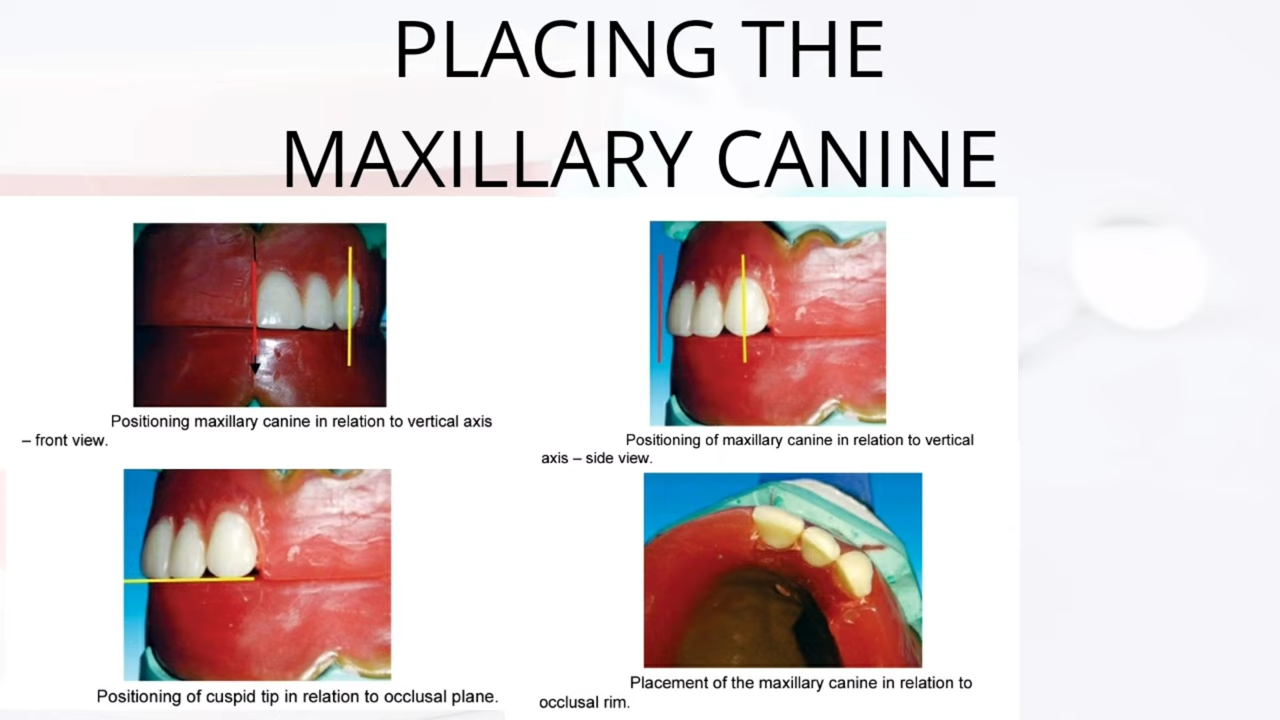 PLACING THE
MAXILLARY CANINE
Positioning maxillary canine in relation to vertical axis
– front view.
Positioning of maxillary canine in relation to vertical
axis – side view.
Positioning of cuspid tip in relation to occlusal plane.
Placement of the maxillary canine in relation to
occlusal rim.